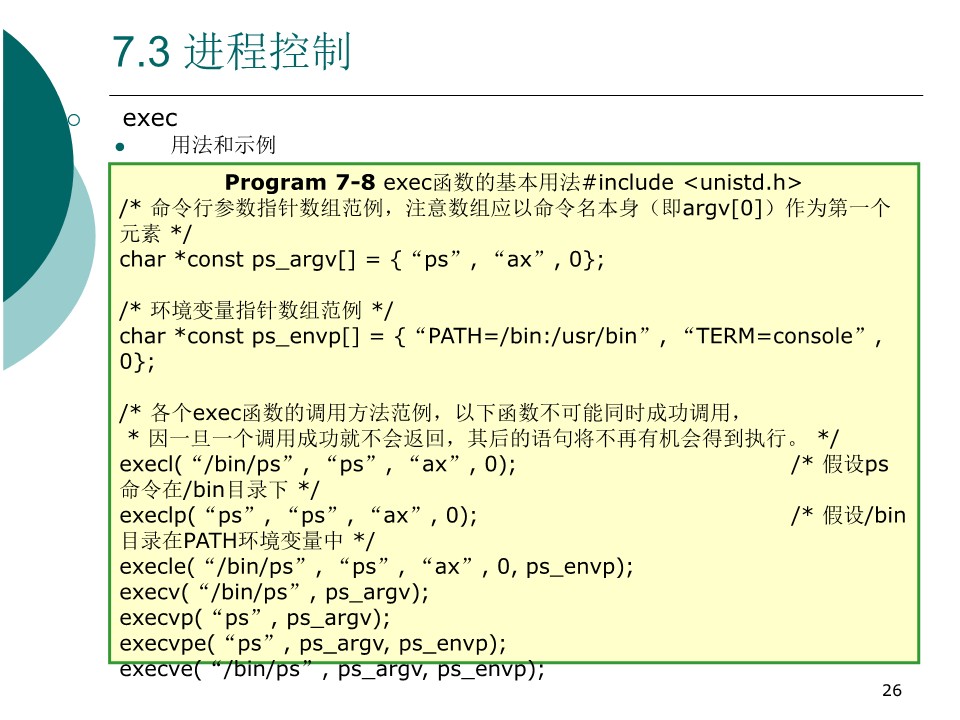 7.3 进程控制
exec
用法和示例
Program 7-8 exec函数的基本用法#include <unistd.h>
/* 命令行参数指针数组范例，注意数组应以命令名本身（即argv[0]）作为第一个
元素 */
char *const ps_argv[] = { “ps”, “ax”, 0};
/* 环境变量指针数组范例 */
char *const ps_envp[] = { “PATH=/bin:/usr/bin”, “TERM=console”,
0};
/* 各个exec函数的调用方法范例，以下函数不可能同时成功调用，
* 因一旦一个调用成功就不会返回，其后的语句将不再有机会得到执行。 */
execl( “/bin/ps”, “ps”, “ax”, 0); /* 假设ps
命令在/bin目录下 */
execlp( “ps”, “ps”, “ax”, 0); /* 假设/bin
目录在PATH环境变量中 */
execle( “/bin/ps”, “ps”, “ax”, 0, ps_envp);
execv( “/bin/ps”, ps_argv);
execvp( “ps”, ps_argv);
execvpe( “ps”, ps_argv, ps_envp);
execve( “/bin/ps”, ps_argv, ps_envp);
26